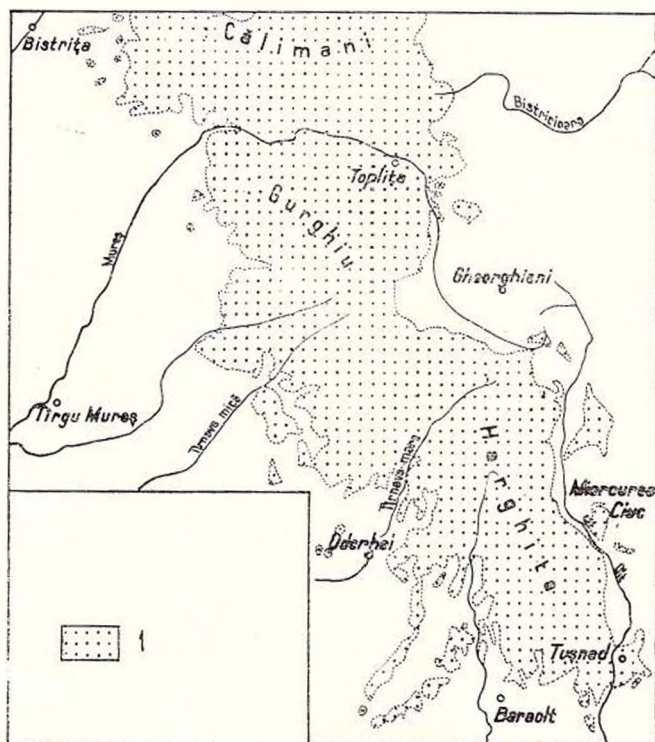 Călimani
Bistrița
Bistricioara
Toplița
Gurghiu
Mureș
Gheorghieni
Tîrgu Mureș
Tîrnava mică
Tîrnava mare
Harghita
Miercurea
Ciuc
Oderhei
Olt
1
Tușnad
Baraolt